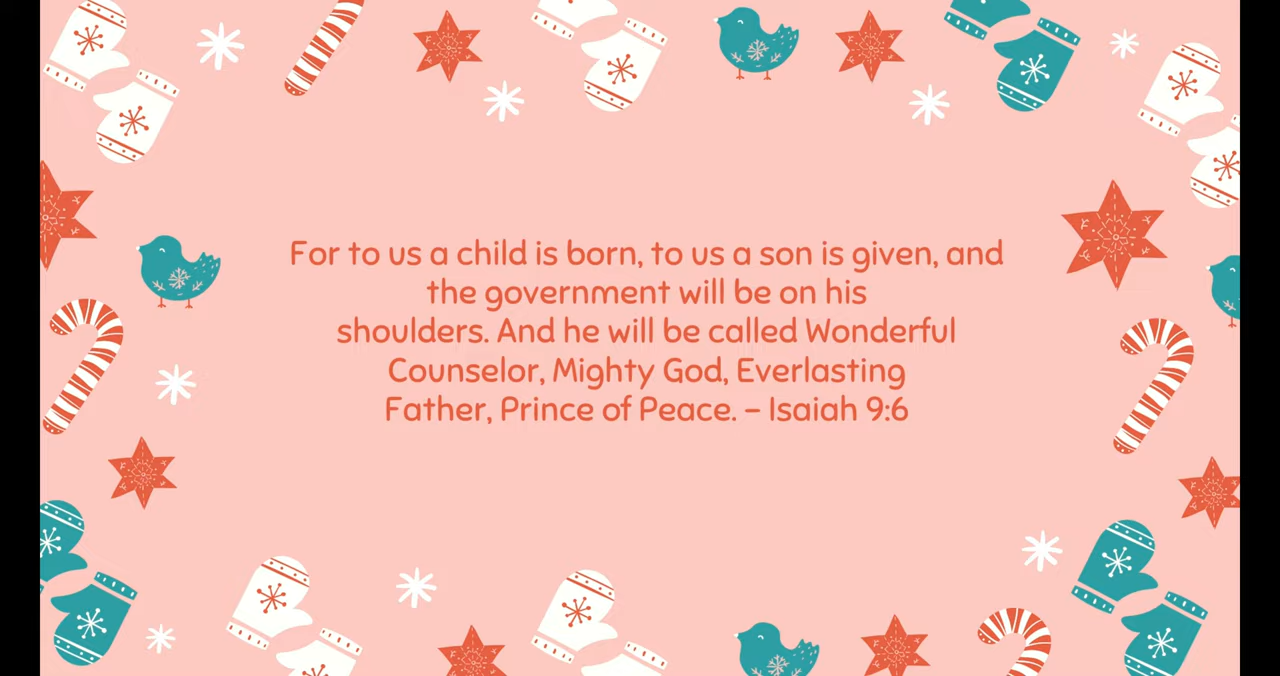 For to us a child is born, to us a son is given, and
the government will be on his
shoulders. And he will be called Wonderful
Counselor, Mighty God, Everlasting
Father, Prince of Peace. – Isaiah 9:6